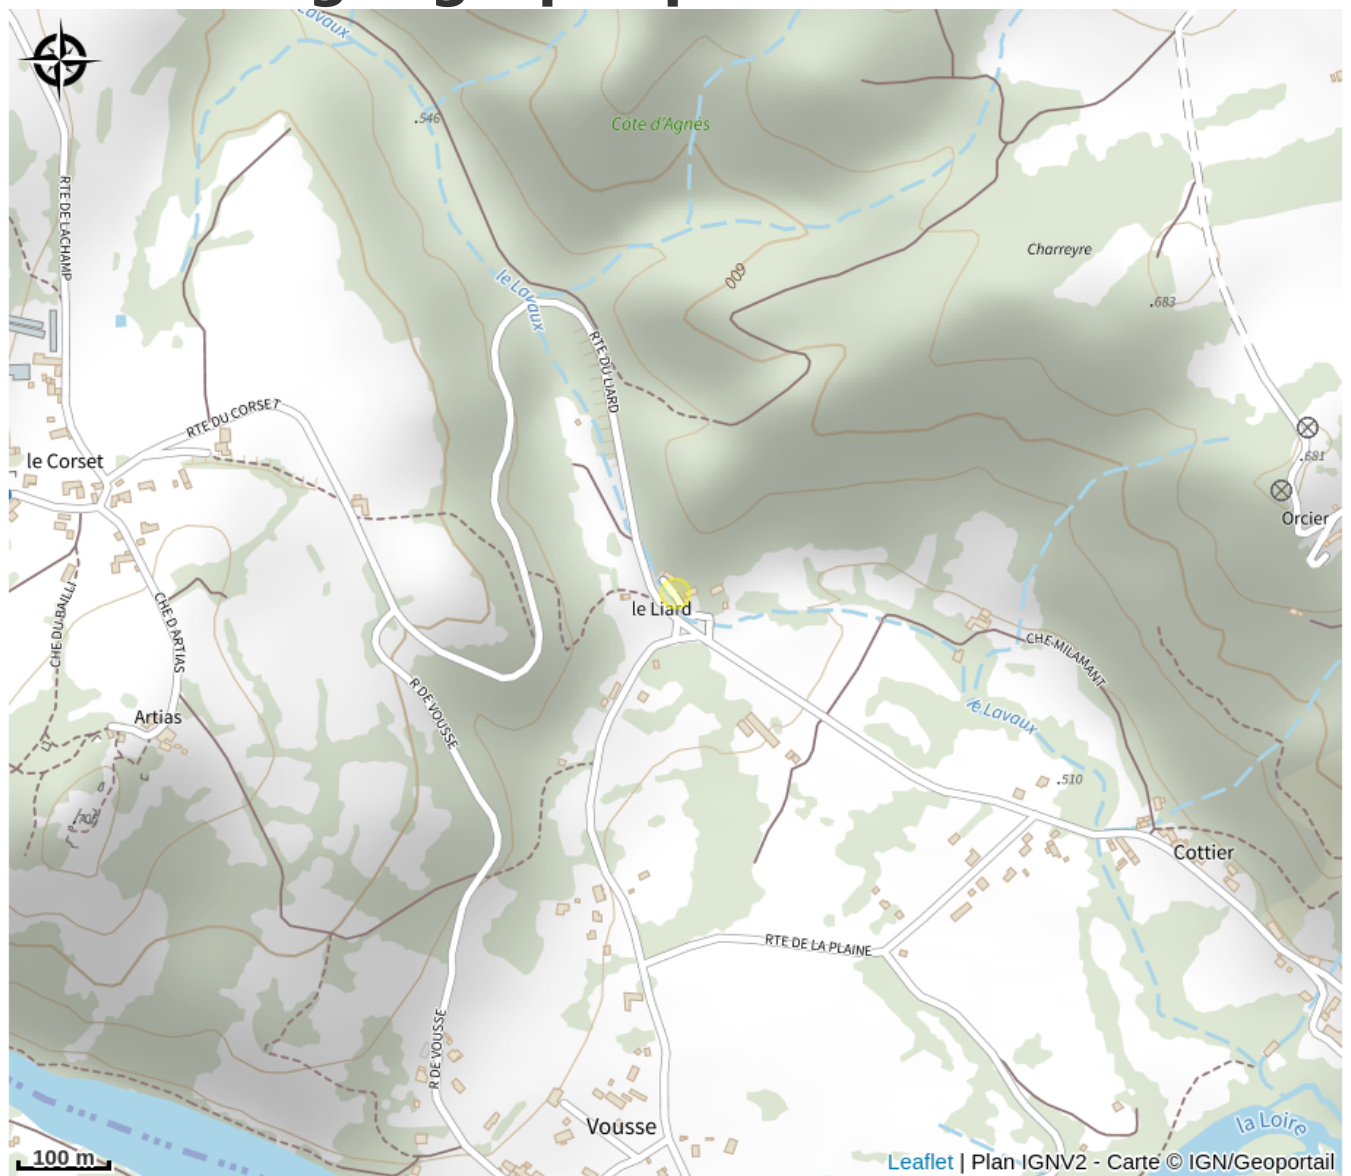 Lavaux
.546
Côte d'Agnès
RTE DE LACHAMP
Charreyre
600
le Lavaux
.683
RTE DU LIARD
RTE DU CORSET
le Corset
.681
Orcier
CHE DU BAILLI
CHE D'ARTIAS
le Liard
CHE MILAMANT
R DE VOUSSE
Artias
le Lavaux
.510
Cottier
RTE DE LA PLAINE
R DE VOUSSE
Vousse
la Loire
100 m
Leaflet | Plan IGNV2 - Carte © IGN/Geoportail